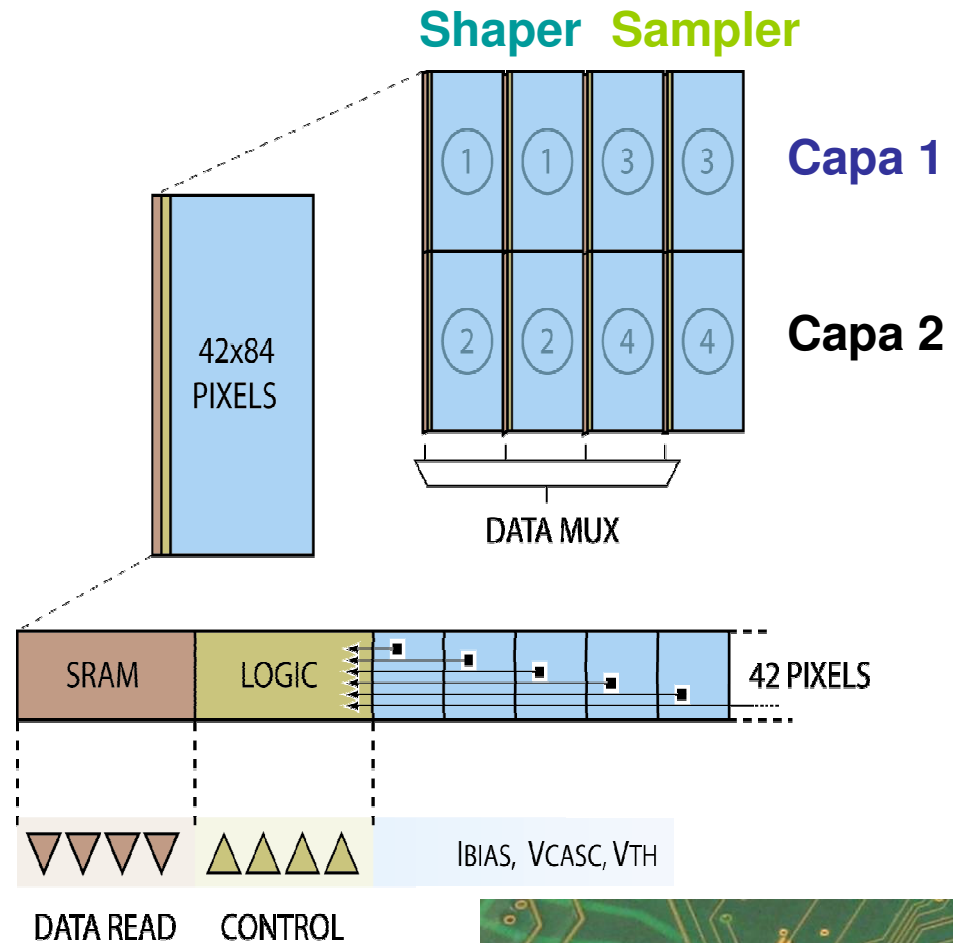 Shaper Sampler
1 1 3 3 Capa 1
2 2 4 4 Capa 2
42x84
PIXELS
DATA MUX
SRAM LOGIC 42 PIXELS
IBIAS, VCASC, VTH
DATA READ CONTROL